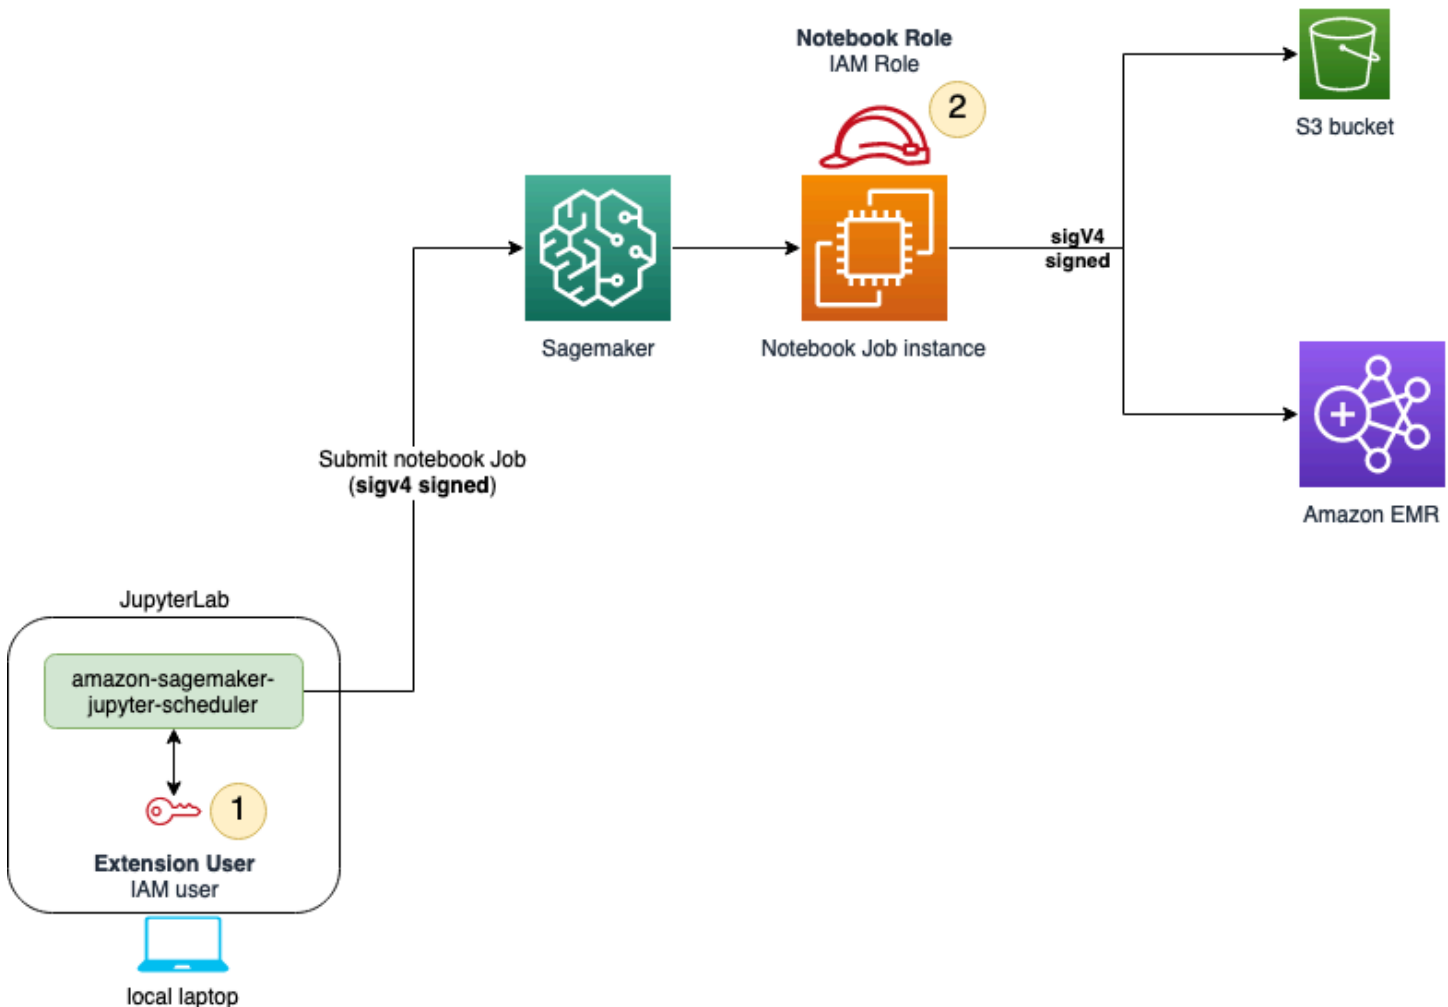 Notebook Role
IAM Role
2
S3 bucket
sigV4
signed
Sagemaker
Notebook Job instance
Submit notebook Job
(sigv4 signed)
Amazon EMR
JupyterLab
amazon-sagemaker-
jupyter-scheduler
1
Extension User
IAM user
local laptop